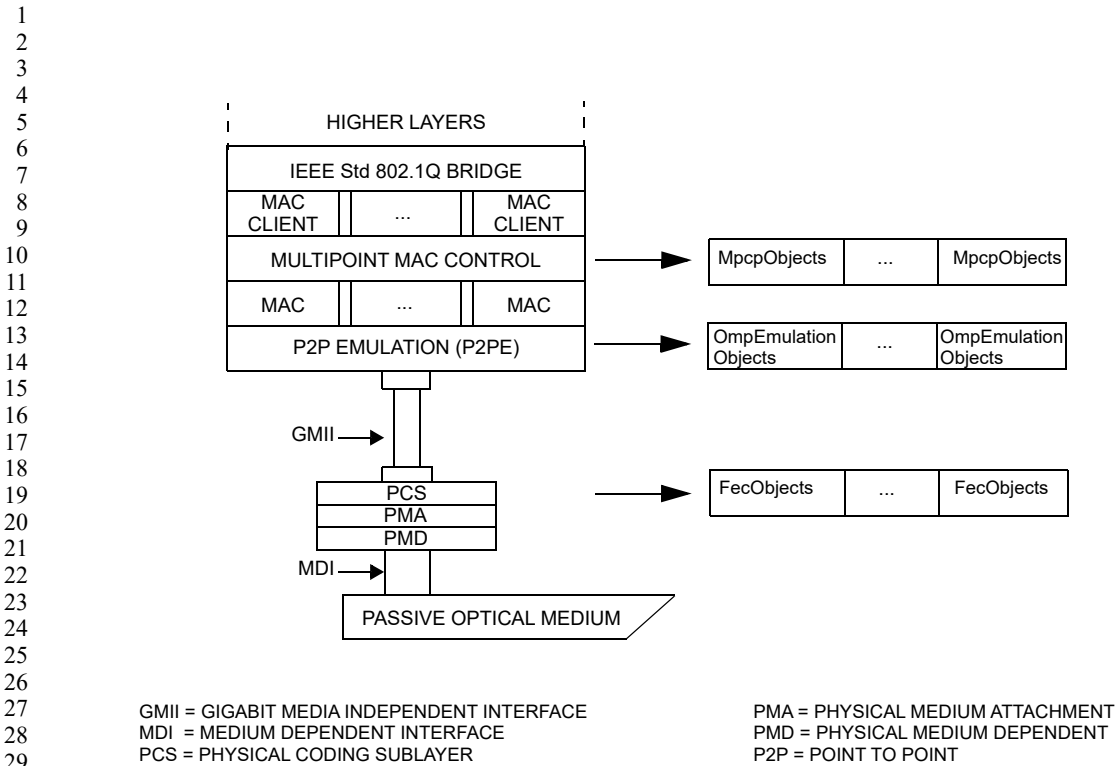 1
2
3
4
5
6
7
8
9
10
11
12
13
14
15
16
17
18
19
20
21
22
23
24
25
26
27
28
29
HIGHER LAYERS
IEEE Std 802.1Q BRIDGE
MAC CLIENT ... MAC CLIENT
MULTIPOINT MAC CONTROL
MpcpObjects ... MpcpObjects
MAC ... MAC
P2P EMULATION (P2PE)
OmpEmulation Objects ... OmpEmulation Objects
GMII
PCS
FecObjects ... FecObjects
PMA
PMD
MDI
PASSIVE OPTICAL MEDIUM
GMII = GIGABIT MEDIA INDEPENDENT INTERFACE
MDI = MEDIUM DEPENDENT INTERFACE
PCS = PHYSICAL CODING SUBLAYER
PMA = PHYSICAL MEDIUM ATTACHMENT
PMD = PHYSICAL MEDIUM DEPENDENT
P2P = POINT TO POINT